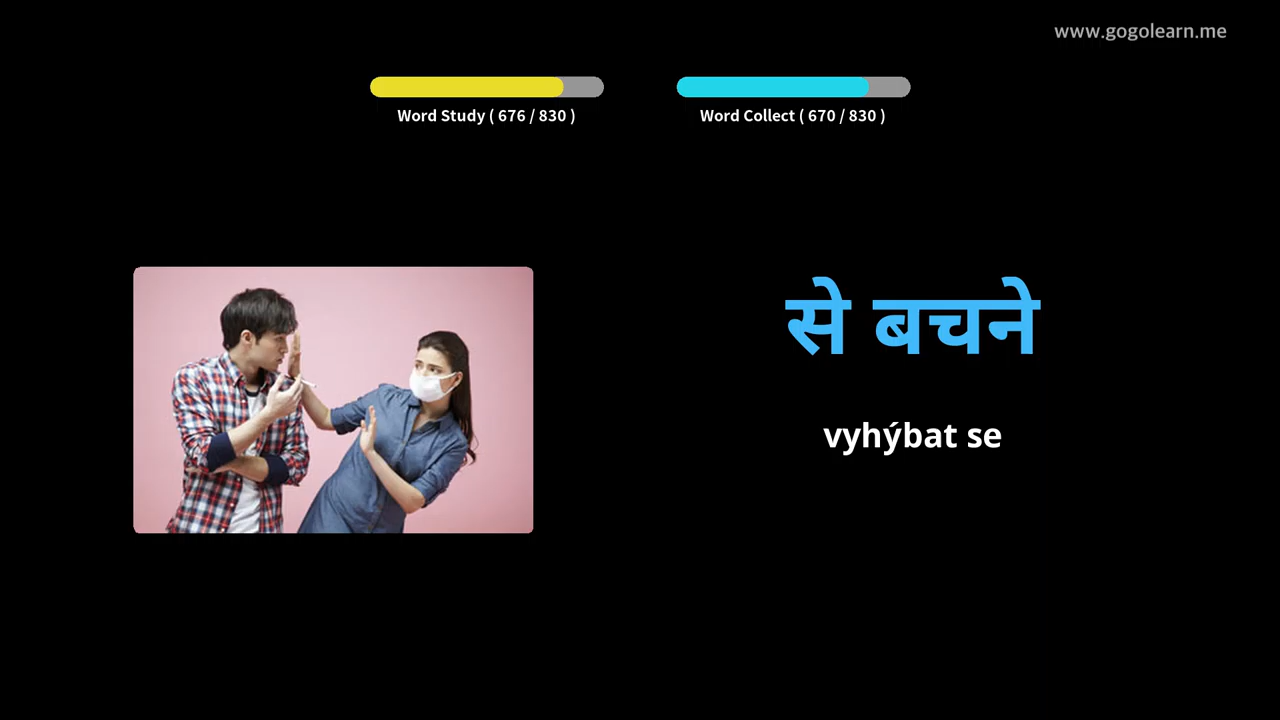 www.gogolearn.me
Word Study ( 676 / 830 )
Word Collect ( 670 / 830 )
से बचने
vyhýbat se